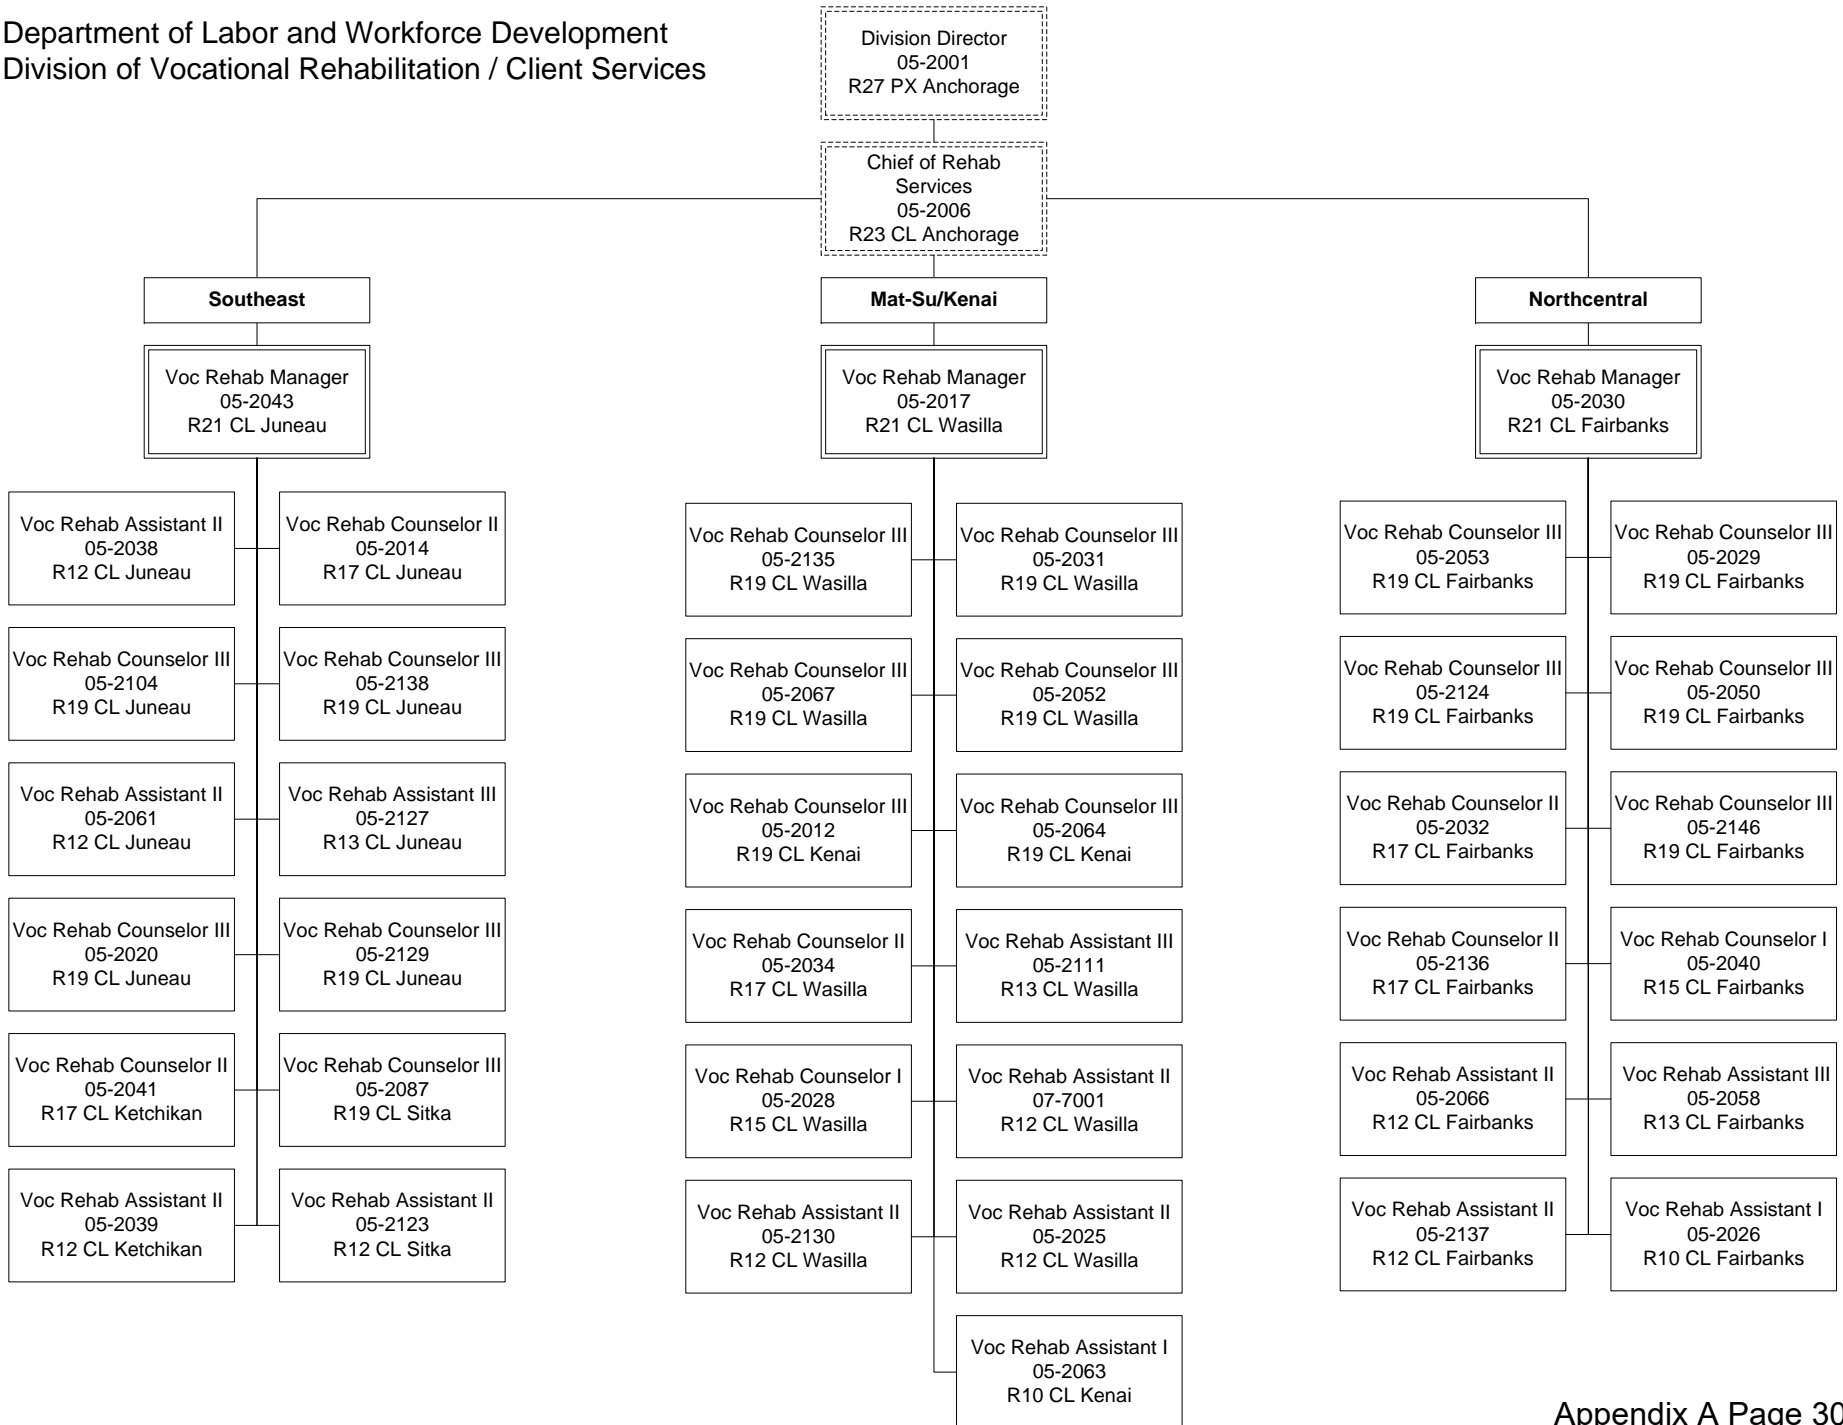 Department of Labor and Workforce Development
Division of Vocational Rehabilitation / Client Services
Division Director
05-2001
R27 PX Anchorage
Chief of Rehab
Services
05-2006
R23 CL Anchorage
Southeast
Voc Rehab Manager
05-2043
R21 CL Juneau
Voc Rehab Assistant II
05-2038
R12 CL Juneau
Voc Rehab Counselor II
05-2014
R17 CL Juneau
Voc Rehab Counselor III
05-2104
R19 CL Juneau
Voc Rehab Counselor III
05-2138
R19 CL Juneau
Voc Rehab Assistant II
05-2061
R12 CL Juneau
Voc Rehab Assistant III
05-2127
R13 CL Juneau
Voc Rehab Counselor III
05-2020
R19 CL Juneau
Voc Rehab Counselor III
05-2129
R19 CL Juneau
Voc Rehab Counselor II
05-2041
R17 CL Ketchikan
Voc Rehab Counselor III
05-2087
R19 CL Sitka
Voc Rehab Assistant II
05-2039
R12 CL Ketchikan
Voc Rehab Assistant II
05-2123
R12 CL Sitka
Mat-Su/Kenai
Voc Rehab Manager
05-2017
R21 CL Wasilla
Voc Rehab Counselor III
05-2135
R19 CL Wasilla
Voc Rehab Counselor III
05-2031
R19 CL Wasilla
Voc Rehab Counselor III
05-2067
R19 CL Wasilla
Voc Rehab Counselor III
05-2052
R19 CL Wasilla
Voc Rehab Counselor III
05-2012
R19 CL Kenai
Voc Rehab Counselor III
05-2064
R19 CL Kenai
Voc Rehab Counselor II
05-2034
R17 CL Wasilla
Voc Rehab Assistant III
05-2111
R13 CL Wasilla
Voc Rehab Counselor I
05-2028
R15 CL Wasilla
Voc Rehab Assistant II
07-7001
R12 CL Wasilla
Voc Rehab Assistant II
05-2130
R12 CL Wasilla
Voc Rehab Assistant II
05-2025
R12 CL Wasilla
Voc Rehab Assistant I
05-2063
R10 CL Kenai
Northcentral
Voc Rehab Manager
05-2030
R21 CL Fairbanks
Voc Rehab Counselor III
05-2053
R19 CL Fairbanks
Voc Rehab Counselor III
05-2029
R19 CL Fairbanks
Voc Rehab Counselor III
05-2124
R19 CL Fairbanks
Voc Rehab Counselor III
05-2050
R19 CL Fairbanks
Voc Rehab Counselor II
05-2032
R17 CL Fairbanks
Voc Rehab Counselor III
05-2146
R19 CL Fairbanks
Voc Rehab Counselor II
05-2136
R17 CL Fairbanks
Voc Rehab Counselor I
05-2040
R15 CL Fairbanks
Voc Rehab Assistant II
05-2066
R12 CL Fairbanks
Voc Rehab Assistant III
05-2058
R13 CL Fairbanks
Voc Rehab Assistant II
05-2137
R12 CL Fairbanks
Voc Rehab Assistant I
05-2026
R10 CL Fairbanks
Appendix A Page 30